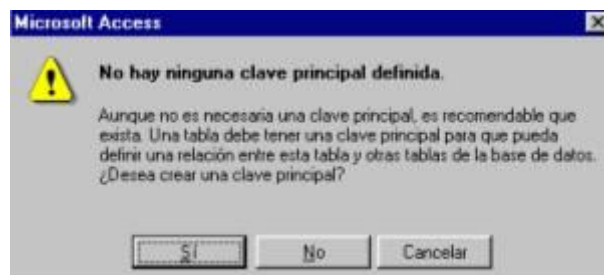 Microsoft Access
No hay ninguna clave principal definida.
Aunque no es necesaria una clave principal, es recomendable que
exista. Una tabla debe tener una clave principal para que pueda
definir una relación entre esta tabla y otras tablas de la base de datos.
¿Desea crear una clave principal?
Sí No Cancelar